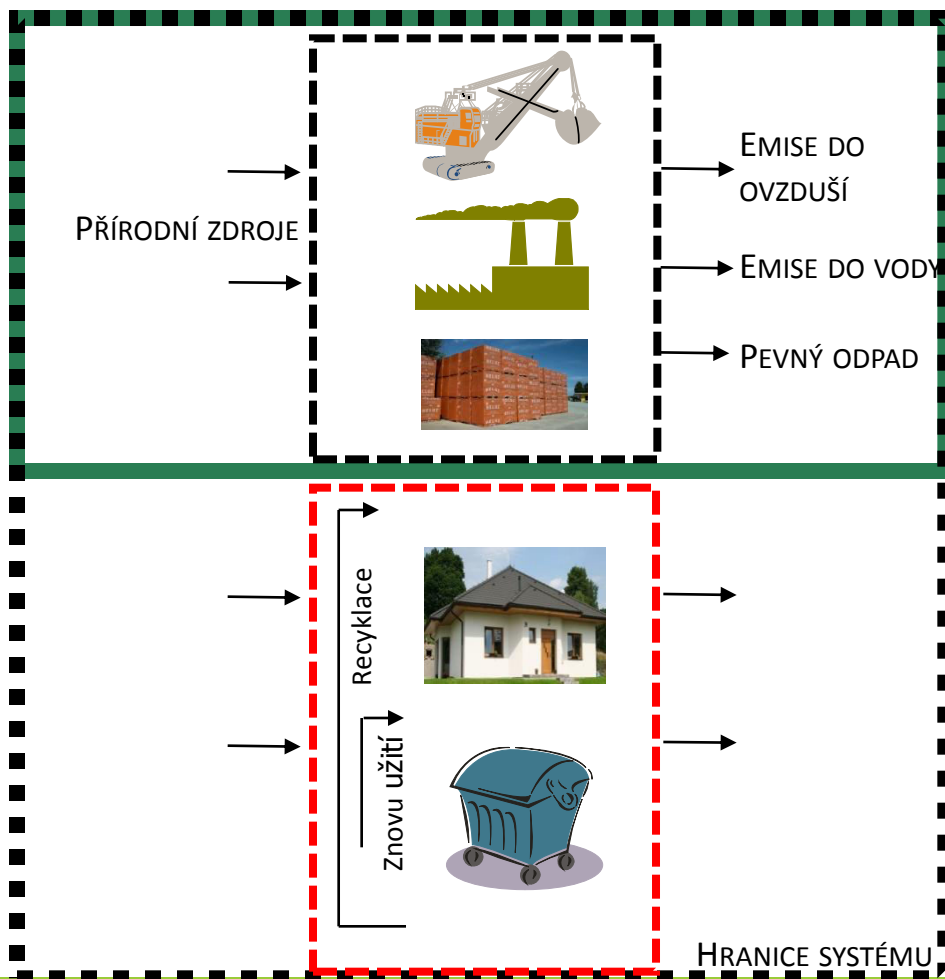 EMISE DO
OVZDUŠÍ
PŘÍRODNÍ ZDROJE
EMISE DO VODY
PEVNÝ ODPAD
Recyklace
Znovu užití
HRANICE SYSTÉMU